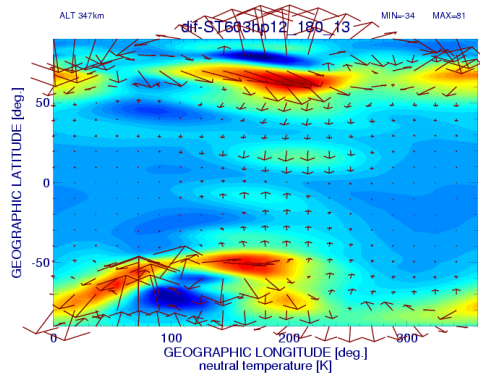 ALT 347km
MIN=-34 MAX=81
dif-ST603hp12_180_13
GEOGRAPHIC LATITUDE [deg.]
50
0
-50
0
100
200
300
GEOGRAPHIC LONGITUDE [deg.]
neutral temperature [K]